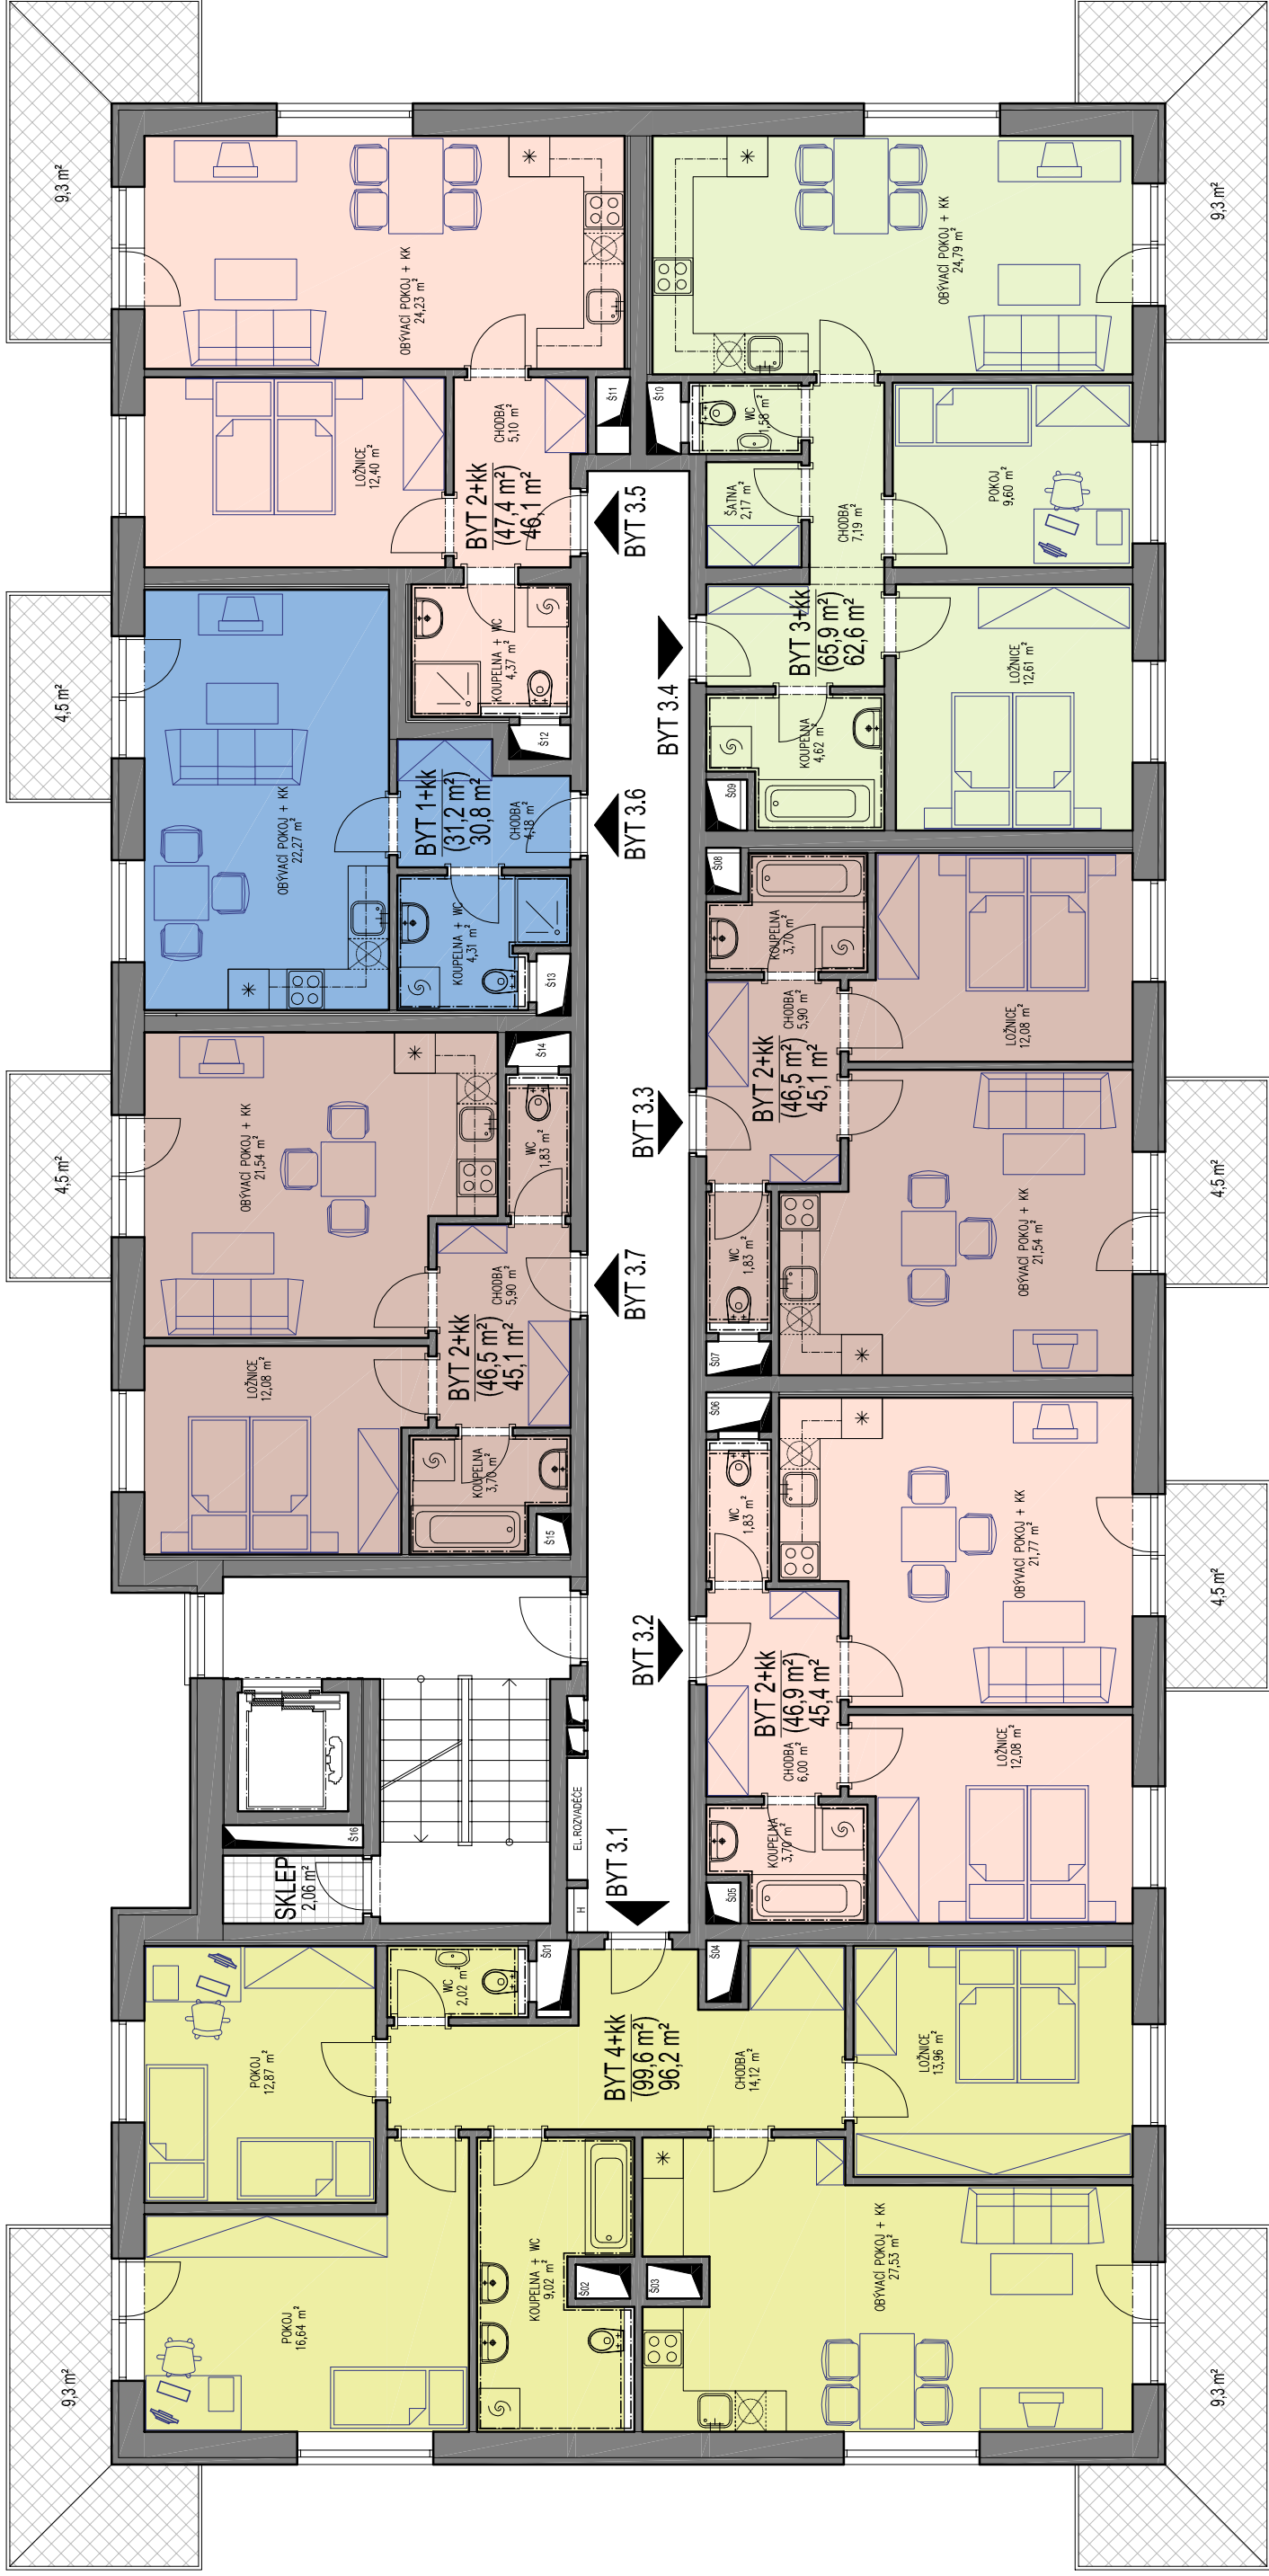 9,3 m²
OBÝVACÍ POKOJ + KK
24,23 m²
LOŽNICE
12,40 m²
CHODBA
5,10 m²
BYT 2+kk
(47,4 m²)
46,1 m²
KOUPELNA + WC
4,37 m²
Š11
Š12
BYT 3.5
9,3 m²
OBÝVACÍ POKOJ + KK
24,79 m²
WC
1,58 m²
Š10
ŠATNA
2,17 m²
CHODBA
7,19 m²
POKOJ
9,60 m²
BYT 3+kk
(65,9 m²)
62,6 m²
LOŽNICE
12,61 m²
KOUPELNA
4,62 m²
Š09
BYT 3.4
4,5 m²
OBÝVACÍ POKOJ + KK
22,27 m²
BYT 1+kk
(31,2 m²)
30,8 m²
CHODBA
4,18 m²
KOUPELNA + WC
4,31 m²
Š13
BYT 3.6
Š08
KOUPELNA
3,70 m²
LOŽNICE
12,08 m²
CHODBA
5,90 m²
BYT 2+kk
(46,5 m²)
45,1 m²
WC
1,83 m²
OBÝVACÍ POKOJ + KK
21,54 m²
4,5 m²
Š07
BYT 3.3
4,5 m²
OBÝVACÍ POKOJ + KK
21,54 m²
Š14
WC
1,83 m²
CHODBA
5,90 m²
BYT 2+kk
(46,5 m²)
45,1 m²
LOŽNICE
12,08 m²
KOUPELNA
3,70 m²
Š15
BYT 3.7
Š06
WC
1,83 m²
OBÝVACÍ POKOJ + KK
21,77 m²
4,5 m²
BYT 2+kk
(46,9 m²)
45,4 m²
CHODBA
6,00 m²
LOŽNICE
12,08 m²
KOUPELNA
3,70 m²
Š05
BYT 3.2
EL. ROZVADĚČE
H
Š16
SKLEP
2,06 m²
BYT 3.1
Š01
Š04
WC
2,02 m²
POKOJ
12,87 m²
BYT 4+kk
(99,6 m²)
96,2 m²
CHODBA
14,12 m²
LOŽNICE
13,96 m²
POKOJ
16,64 m²
KOUPELNA + WC
9,02 m²
Š02
Š03
OBÝVACÍ POKOJ + KK
27,53 m²
9,3 m²
9,3 m²